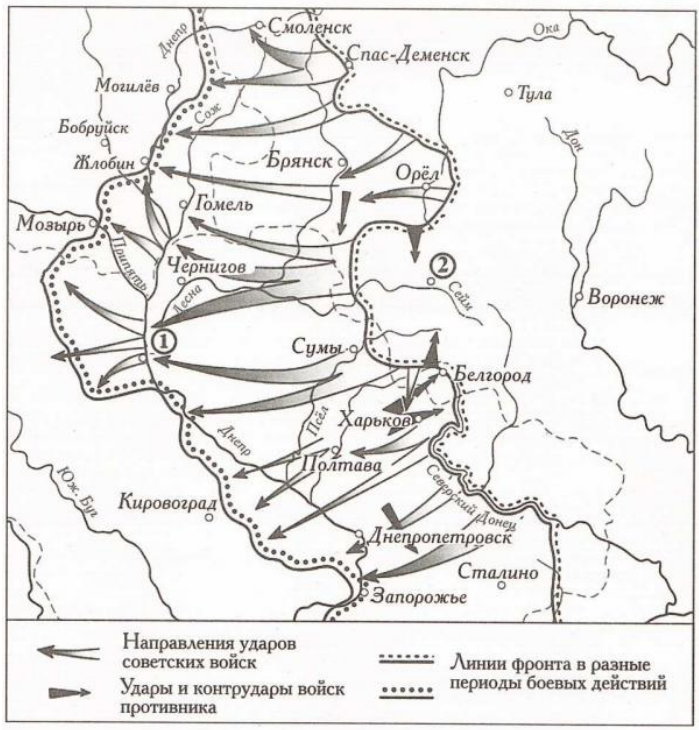 Смоленск
Днепр
Спас-Деменск
Ока
Могилёв
Тула
Сож
Бобруйск
Дон
Жлобин
Брянск
Орёл
Гомель
Мозырь
Припять
Чернигов
2
Десна
Сейм
Воронеж
1
Сумы
Белгород
Харьков
Днепр
Псёл
Полтава
Юж. Буг
Северский Донец
Кировоград
Днепропетровск
Сталино
Запорожье
Направления ударов
советских войск
Удары и контрудары войск
противника
Линии фронта в разные
периоды боевых действий